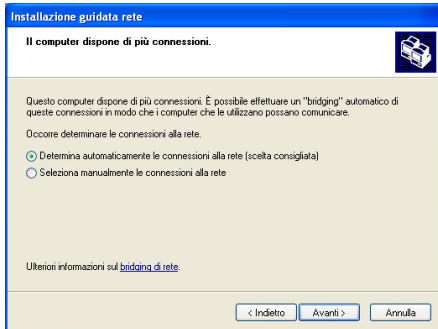 Installazione guidata rete
Il computer dispone di più connessioni.
Questo computer dispone di più connessioni. È possibile effettuare un "bridging" automatico di
queste connessioni in modo che i computer che le utilizzano possano comunicare.
Occorre determinare le connessioni alla rete.
Determina automaticamente le connessioni alla rete (scelta consigliata)
Seleziona manualmente le connessioni alla rete
Ulteriori informazioni sul bridging di rete.
< Indietro Avanti > Annulla